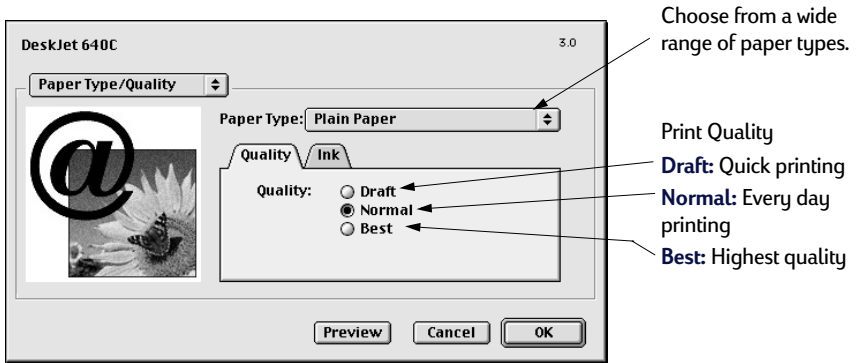 DeskJet 640C
3.0
Paper Type/Quality
Paper Type: Plain Paper
Quality
Ink
Quality:
Draft
Normal
Best
Preview
Cancel
OK
Choose from a wide
range of paper types.
Print Quality
Draft: Quick printing
Normal: Every day
printing
Best: Highest quality
@